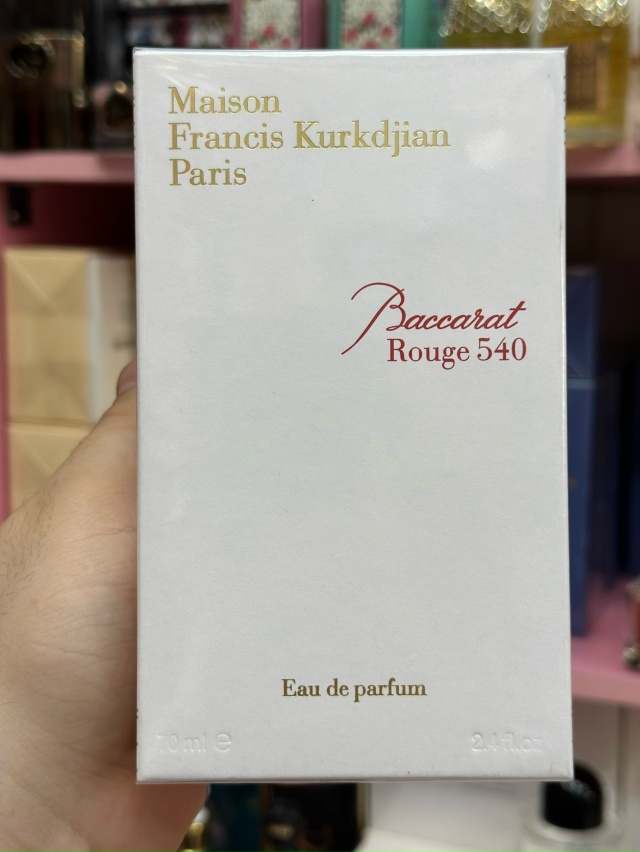 Maison
Francis Kurkdjian
Paris
Baccarat
Rouge 540
Eau de parfum
70 ml ℮
2.4 fl.oz